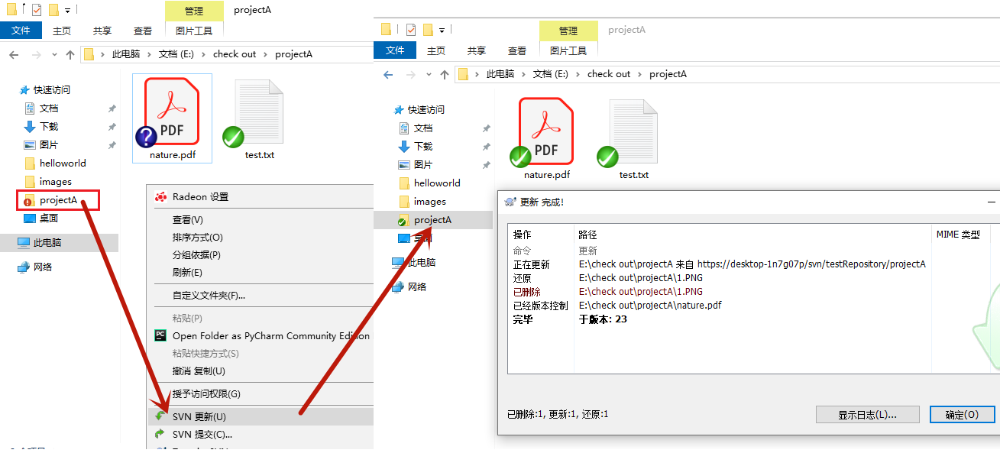 管理
projectA
文件
主页
共享
查看
图片工具
此电脑 › 文档 (E:) › check out › projectA
快速访问
文档
下载
图片
helloworld
images
projectA
桌面
此电脑
网络
PDF
nature.pdf
test.txt
Radeon 设置
查看(V)
排序方式(O)
分组依据(P)
刷新(E)
自定义文件夹(F)...
粘贴(P)
PC
Open Folder as PyCharm Community Edition
粘贴快捷方式(S)
撤消 复制(U)
授予访问权限(G)
SVN 更新(U)
SVN 提交(C)...
管理
projectA
文件
主页
共享
查看
图片工具
此电脑 › 文档 (E:) › check out › projectA
快速访问
文档
下载
图片
helloworld
images
projectA
桌面
此电脑
网络
PDF
nature.pdf
test.txt
更新 完成!
操作 路径 MIME 类型
命令 更新
正在更新 E:\check out\projectA 来自 https://desktop-1n7g07p/svn/testRepository/projectA
还原 E:\check out\projectA\1.PNG
已删除 E:\check out\projectA\1.PNG
已经版本控制 E:\check out\projectA\nature.pdf
完毕 于版本: 23
已删除:1, 更新:1, 还原:1
显示日志(L)...
确定(O)